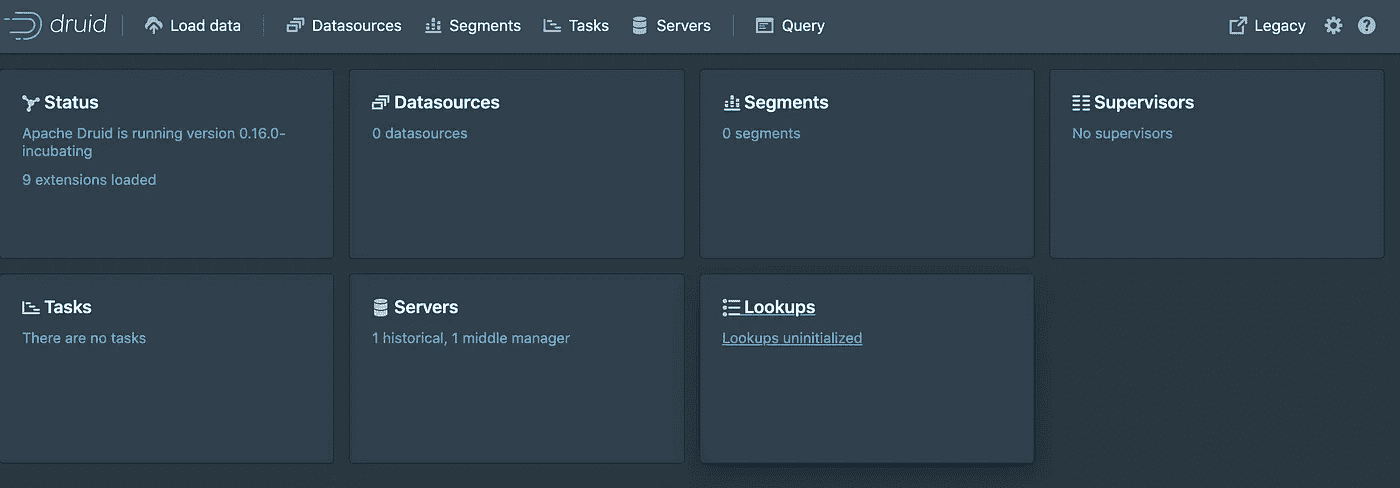 druid
Load data
Datasources
Segments
Tasks
Servers
Query
Legacy
Status
Apache Druid is running version 0.16.0-
incubating
9 extensions loaded
Datasources
0 datasources
Segments
0 segments
Supervisors
No supervisors
Tasks
There are no tasks
Servers
1 historical, 1 middle manager
Lookups
Lookups uninitialized